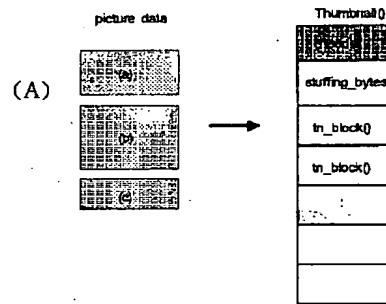 picture data
Thumbnail()
(A)
(a)
stuffing_bytes
(b)
tn_block()
tn_block()
(c)